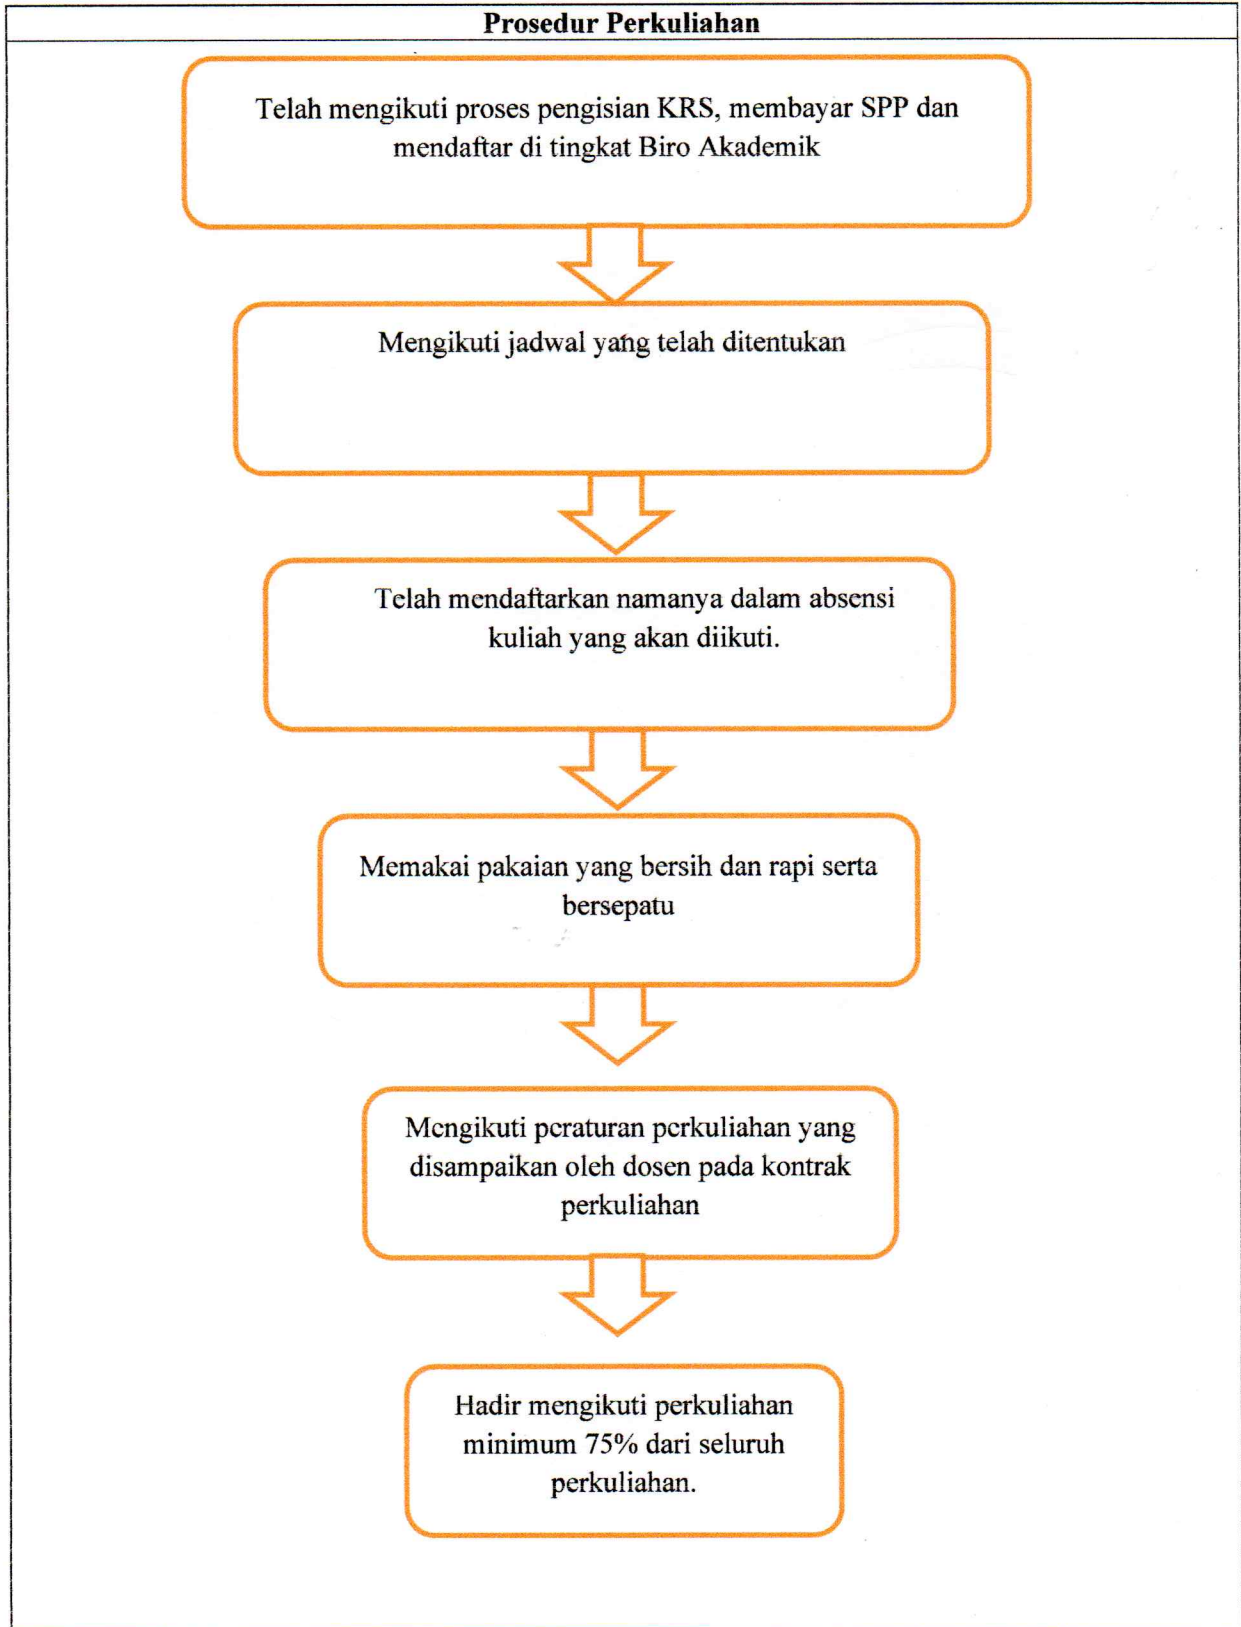 Prosedur Perkuliahan
Telah mengikuti proses pengisian KRS, membayar SPP dan
mendaftar di tingkat Biro Akademik
Mengikuti jadwal yang telah ditentukan
Telah mendaftarkan namanya dalam absensi
kuliah yang akan diikuti.
Memakai pakaian yang bersih dan rapi serta
bersepatu
Mengikuti peraturan perkuliahan yang
disampaikan oleh dosen pada kontrak
perkuliahan
Hadir mengikuti perkuliahan
minimum 75% dari seluruh
perkuliahan.